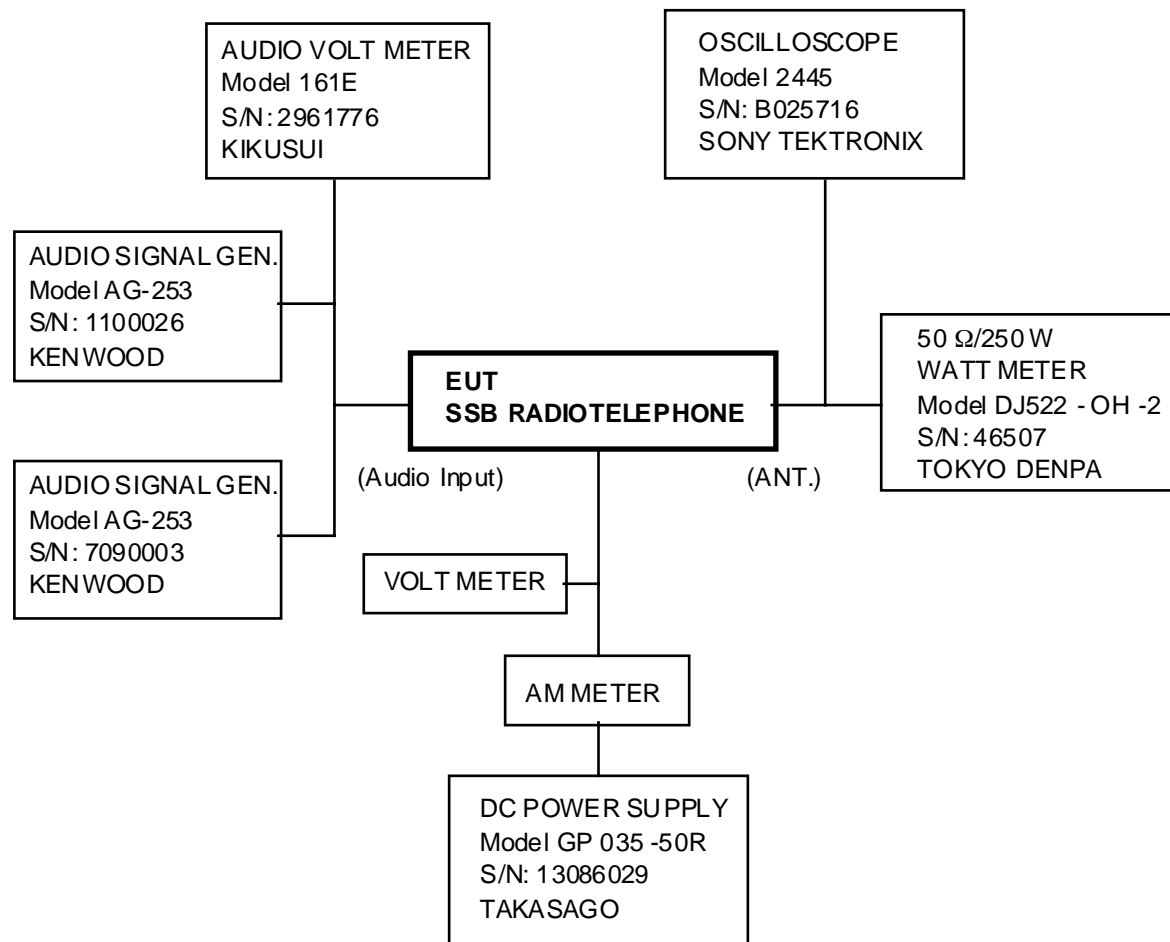 AUDIO VOLT METER
Model 161E
S/N: 2961776
KIKUSUI
OSCILLOSCOPE
Model 2445
S/N: B025716
SONY TEKTRONIX
AUDIO SIGNAL GEN.
Model AG-253
S/N: 1100026
KENWOOD
EUT
SSB RADIOTELEPHONE
50 Ω/250 W
WATT METER
Model DJ522 - OH -2
S/N: 46507
TOKYO DENPA
(Audio Input)
(ANT.)
AUDIO SIGNAL GEN.
Model AG-253
S/N: 7090003
KENWOOD
VOLT METER
AM METER
DC POWER SUPPLY
Model GP 035 -50R
S/N: 13086029
TAKASAGO